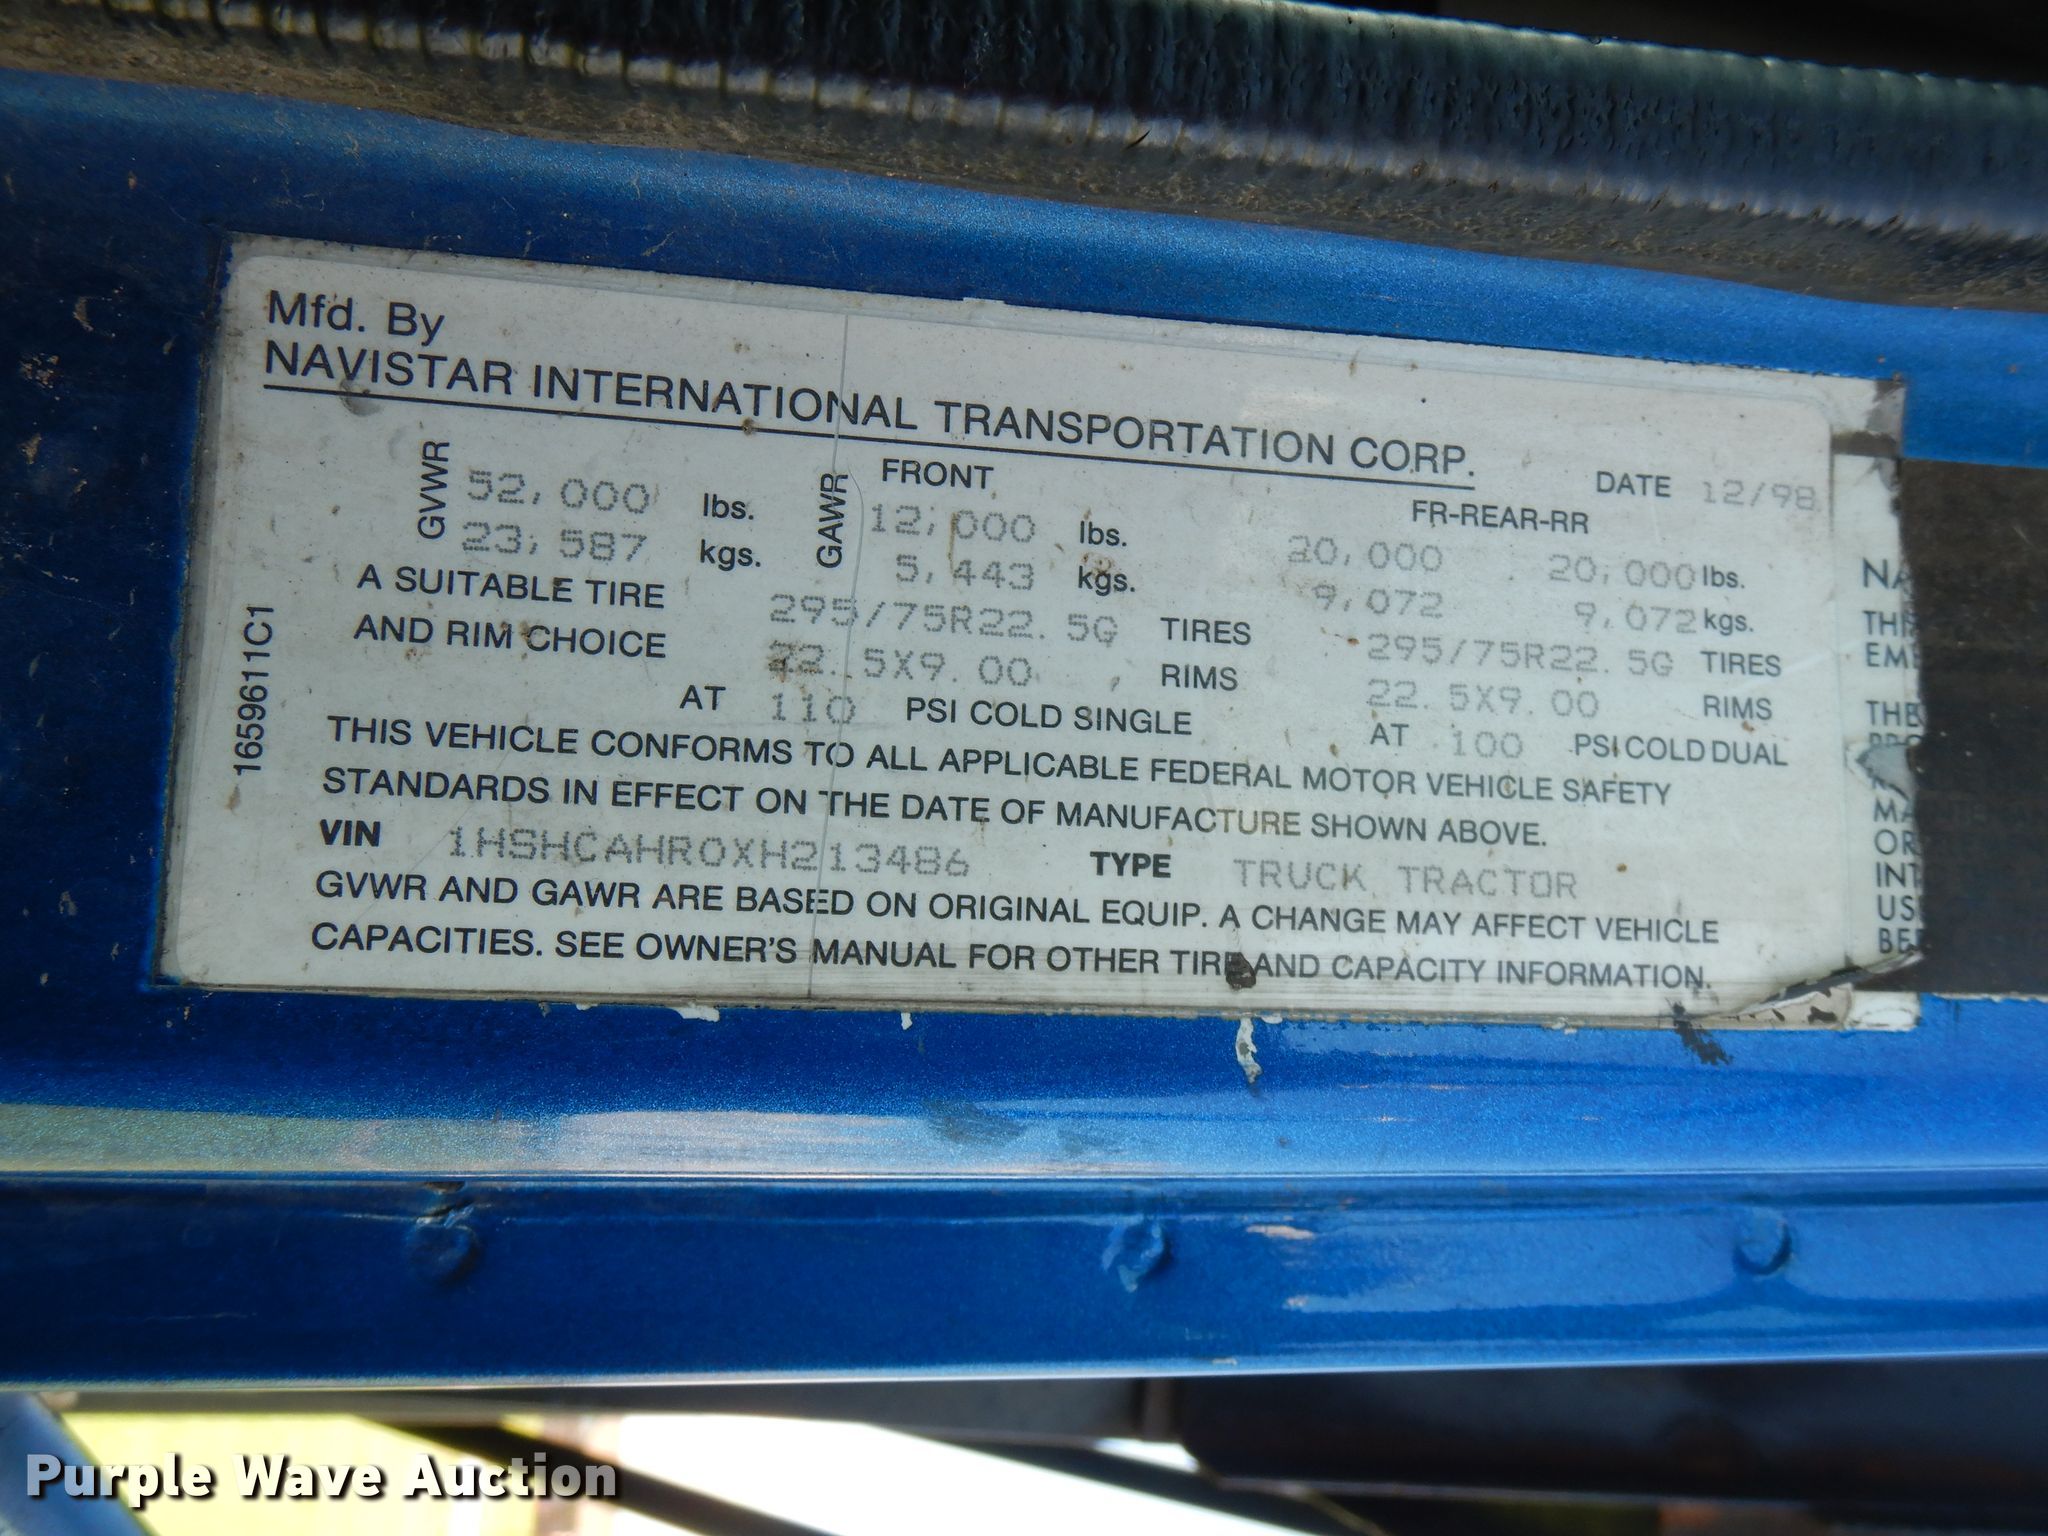 Mfd. By
NAVISTAR INTERNATIONAL TRANSPORTATION CORP.
DATE 12/98
GVWR 52,000 lbs. GAWR FRONT 12,000 lbs. FR-REAR-RR 20,000 20,000 lbs.
23,587 kgs. 5,443 kgs. 9,072 9,072 kgs.
A SUITABLE TIRE 295/75R22.5G TIRES 295/75R22.5G TIRES
AND RIM CHOICE 22.5X9.00, RIMS 22.5X9.00 RIMS
AT 110 PSI COLD SINGLE AT 100 PSI COLD DUAL
THIS VEHICLE CONFORMS TO ALL APPLICABLE FEDERAL MOTOR VEHICLE SAFETY
STANDARDS IN EFFECT ON THE DATE OF MANUFACTURE SHOWN ABOVE.
VIN 1HSHCAHR0XH213486 TYPE TRUCK TRACTOR
GVWR AND GAWR ARE BASED ON ORIGINAL EQUIP. A CHANGE MAY AFFECT VEHICLE
CAPACITIES. SEE OWNER'S MANUAL FOR OTHER TIRE AND CAPACITY INFORMATION.
1659611C1
Purple Wave Auction